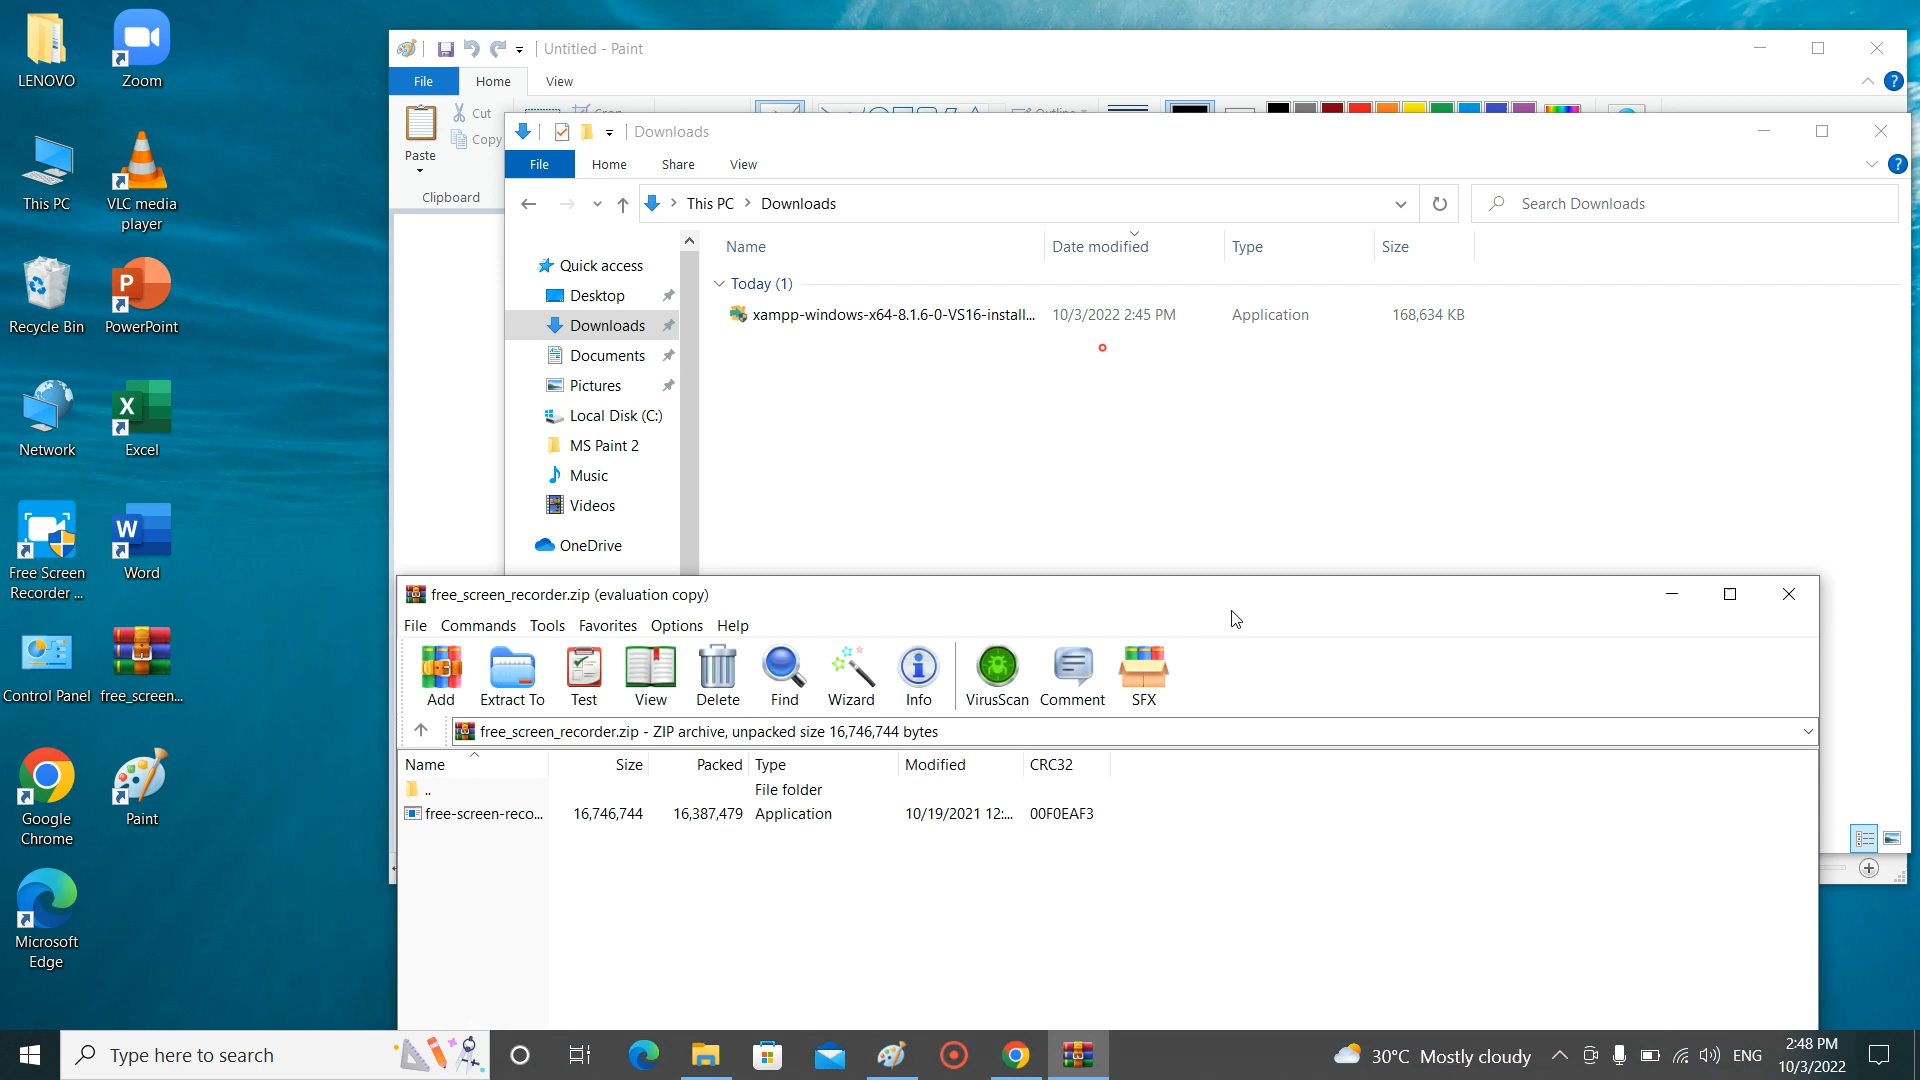 LENOVO
Zoom
This PC
VLC media
player
Recycle Bin
PowerPoint
Network
Excel
Free Screen
Recorder ...
Word
Control Panel
free_screen...
Google
Chrome
Paint
Microsoft
Edge
Untitled - Paint
File
Home
View
Cut
Copy
Paste
Clipboard
Downloads
File
Home
Share
View
This PC
Downloads
Search Downloads
Name
Date modified
Type
Size
Quick access
Desktop
Downloads
Documents
Pictures
Local Disk (C:)
MS Paint 2
Music
Videos
OneDrive
Today (1)
xampp-windows-x64-8.1.6-0-VS16-install...
10/3/2022 2:45 PM
Application
168,634 KB
free_screen_recorder.zip (evaluation copy)
File
Commands
Tools
Favorites
Options
Help
Add
Extract To
Test
View
Delete
Find
Wizard
Info
VirusScan
Comment
SFX
free_screen_recorder.zip - ZIP archive, unpacked size 16,746,744 bytes
Name
Size
Packed
Type
Modified
CRC32
..
File folder
free-screen-reco...
16,746,744
16,387,479
Application
10/19/2021 12:...
00F0EAF3
Type here to search
30°C Mostly cloudy
ENG
2:48 PM
10/3/2022